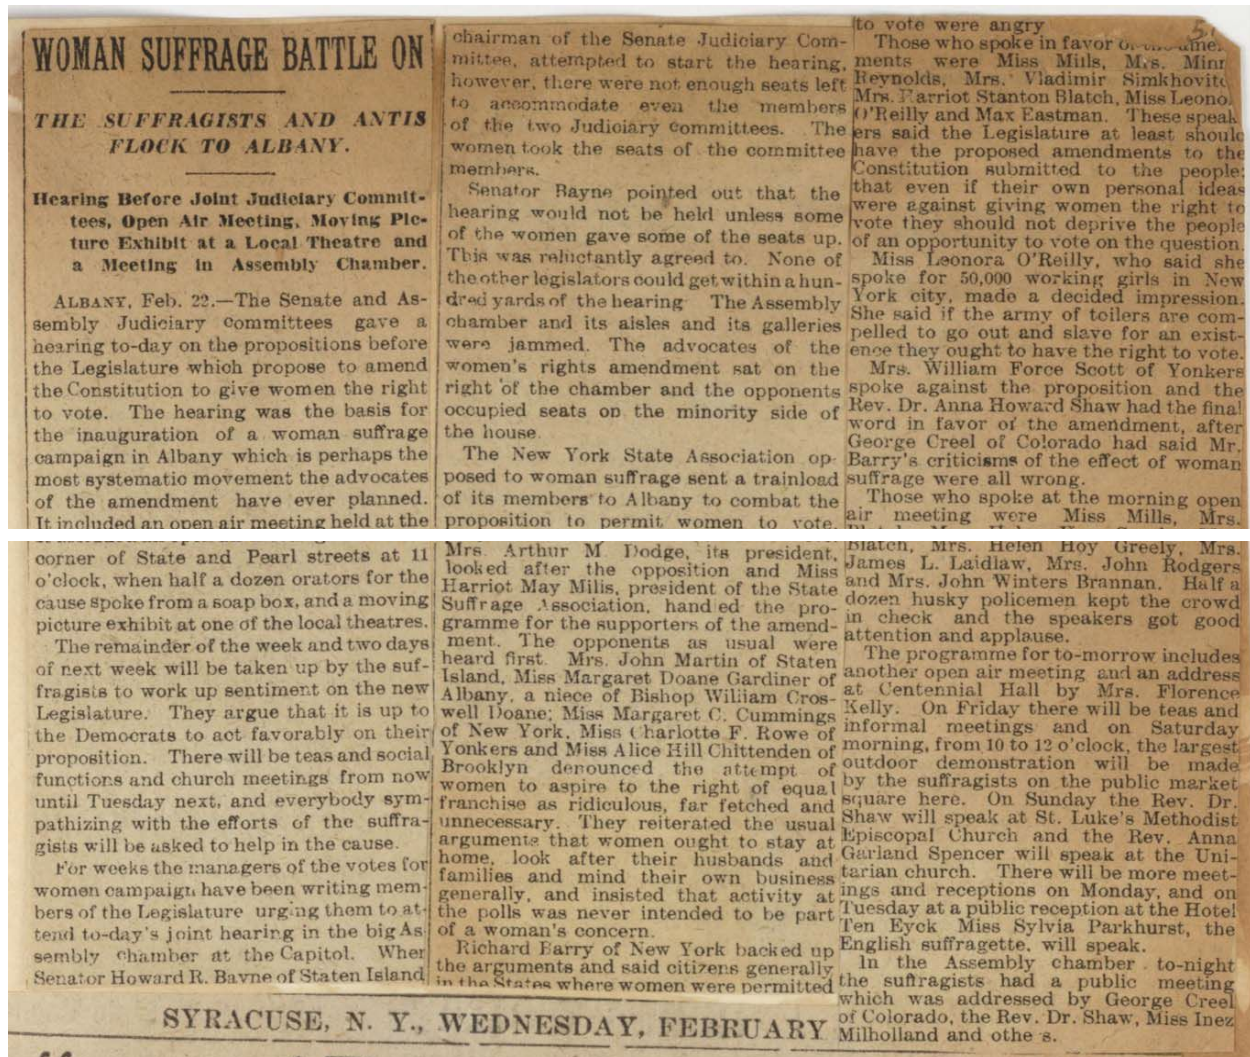 WOMAN SUFFRAGE BATTLE ON
THE SUFFRAGISTS AND ANTIS
FLOCK TO ALBANY.
Hearing Before Joint Judiciary Commit-
tees, Open Air Meeting, Moving Pic-
ture Exhibit at a Local Theatre and
a Meeting in Assembly Chamber.
ALBANY, Feb. 22.—The Senate and As-
sembly Judiciary Committees gave a
hearing to-day on the propositions before
the Legislature which propose to amend
the Constitution to give women the right
to vote. The hearing was the basis for
the inauguration of a woman suffrage
campaign in Albany which is perhaps the
most systematic movement the advocates
of the amendment have ever planned.
It included an open air meeting held at the
corner of State and Pearl streets at 11
o'clock, when half a dozen orators for the
cause spoke from a soap box, and a moving
picture exhibit at one of the local theatres.
The remainder of the week and two days
of next week will be taken up by the suf-
fragists to work up sentiment on the new
Legislature. They argue that it is up to
the Democrats to act favorably on their
proposition. There will be teas and social
functions and church meetings from now
until Tuesday next, and everybody sym-
pathizing with the efforts of the suffra-
gists will be asked to help in the cause.
For weeks the managers of the votes for
women campaign have been writing mem-
bers of the Legislature urging them to at-
tend to-day's joint hearing in the big As-
sembly chamber at the Capitol. When
Senator Howard R. Bayne of Staten Island
chairman of the Senate Judiciary Com-
mittee, attempted to start the hearing,
however, there were not enough seats left
to accommodate even the members
of the two Judiciary committees. The
women took the seats of the committee
members.
Senator Bayne pointed out that the
hearing would not be held unless some
of the women gave some of the seats up.
This was reluctantly agreed to. None of
the other legislators could get within a hun-
dred yards of the hearing The Assembly
chamber and its aisles and its galleries
were jammed. The advocates of the
women's rights amendment sat on the
right of the chamber and the opponents
occupied seats on the minority side of
the house.
The New York State Association op-
posed to woman suffrage sent a trainload
of its members to Albany to combat the
proposition to permit women to vote.
Mrs. Arthur M Dodge, its president,
looked after the opposition and Miss
Harriot May Mills, president of the State
Suffrage Association, handed the pro-
gramme for the supporters of the amend-
ment. The opponents as usual were
heard first. Mrs. John Martin of Staten
Island, Miss Margaret Doane Gardiner of
Albany, a niece of Bishop William Cros-
well Doane; Miss Margaret C. Cummings
of New York, Miss Charlotte F. Rowe of
Yonkers and Miss Alice Hill Chittenden of
Brooklyn denounced the attempt of
women to aspire to the right of equal
franchise as ridiculous, far fetched and
unnecessary. They reiterated the usual
arguments that women ought to stay at
home, look after their husbands and
families and mind their own business
generally, and insisted that activity at
the polls was never intended to be part
of a woman's concern.
Richard Barry of New York backed up
the arguments and said citizens generally
in the States where women were permitted
to vote were angry
Those who spoke in favor of the
ments were Miss Mills, Mrs.
Reynolds, Mrs. Vladimir
Mrs. Harriot Stanton Blatch, Miss
O'Reilly and Max Eastman. These speak
ers said the Legislature at least should
have the proposed amendments to the
Constitution submitted to the people;
that even if their own personal ideas
were against giving women the right to
vote they should not deprive the people
of an opportunity to vote on the question.
Miss Leonora O'Reilly, who said she
spoke for 50,000 working girls in New
York city, made a decided impression.
She said if the army of toilers are com-
pelled to go out and slave for an exist-
ence they ought to have the right to vote.
Mrs. William Force Scott of Yonkers
spoke against the proposition and the
Rev. Dr. Anna Howard Shaw had the final
word in favor of the amendment, after
George Creel of Colorado had said Mr.
Barry's criticisms of the effect of woman
suffrage were all wrong.
Those who spoke at the morning open
air meeting were Miss Mills, Mrs.
Blatch, Mrs. Helen Hoy Greely, Mrs.
James L. Laidlaw, Mrs. John Rodgers
and Mrs. John Winters Brannan. Half a
dozen husky policemen kept the crowd
in check and the speakers got good
attention and applause.
The programme for to-morrow includes
another open air meeting and an address
at Centennial Hall by Mrs. Florence
Kelly. On Friday there will be teas and
informal meetings and on Saturday
morning, from 10 to 12 o'clock, the largest
outdoor demonstration will be made
by the suffragists on the public market
square here. On Sunday the Rev. Dr.
Shaw will speak at St. Luke's Methodist
Episcopal Church and the Rev. Anna
Garland Spencer will speak at the Uni-
tarian church. There will be more meet-
ings and receptions on Monday, and on
Tuesday at a public reception at the Hotel
Ten Eyck Miss Sylvia Parkhurst, the
English suffragette, will speak.
In the Assembly chamber to-night
the suffragists had a public meeting
which was addressed by George Creel
of Colorado, the Rev. Dr. Shaw, Miss Inez
Milholland and othe s.
SYRACUSE, N. Y., WEDNESDAY, FEBRUARY